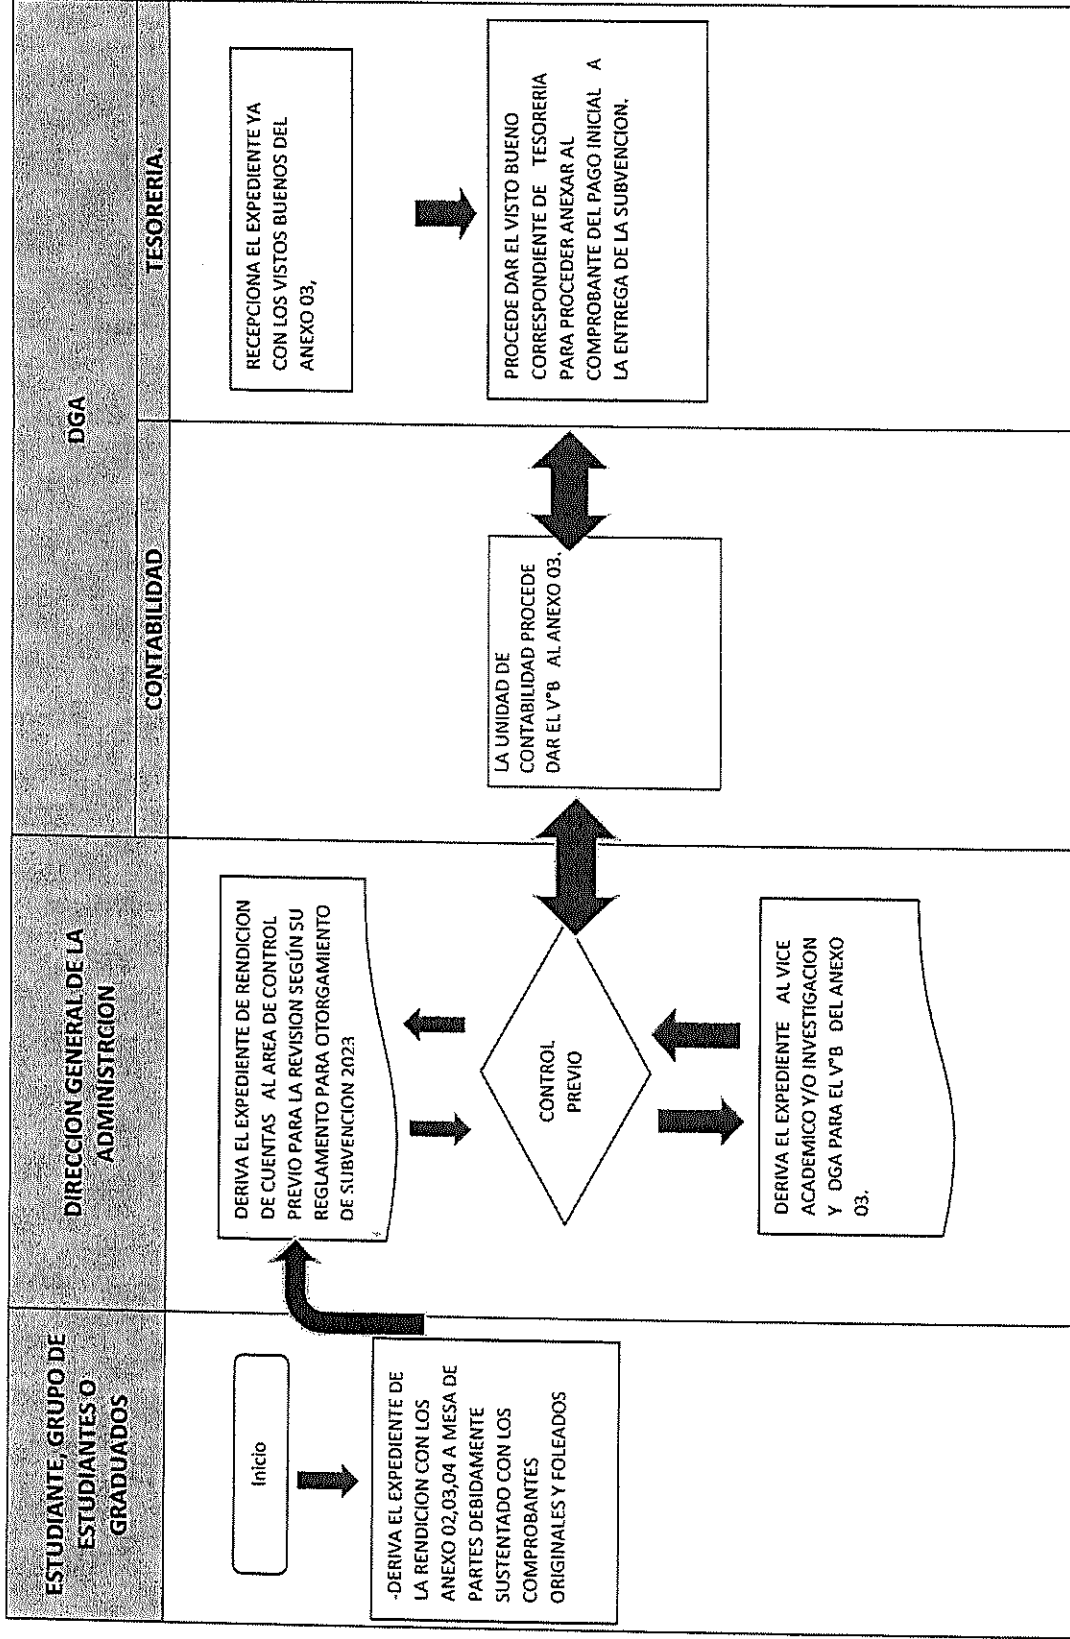 ESTUDIANTE, GRUPO DE
ESTUDIANTES O
GRADUADOS
DIRECCION GENERAL DE LA
ADMINISTRCION
DGA
CONTABILIDAD
TESORERIA.
Inicio
-DERIVA EL EXPEDIENTE DE
LA RENDICION CON LOS
ANEXO 02,03,04 A MESA DE
PARTES DEBIDAMENTE
SUSTENTADO CON LOS
COMPROBANTES
ORIGINALES Y FOLEADOS
DERIVA EL EXPEDIENTE DE RENDICION
DE CUENTAS AL AREA DE CONTROL
PREVIO PARA LA REVISION SEGÚN SU
REGLAMENTO PARA OTORGAMIENTO
DE SUBVENCION 2023
CONTROL
PREVIO
DERIVA EL EXPEDIENTE AL VICE
ACADEMICO Y/O INVESTIGACION
Y DGA PARA EL V°B DEL ANEXO
03.
LA UNIDAD DE
CONTABILIDAD PROCEDE
DAR EL V°B AL ANEXO 03.
RECEPCIONA EL EXPEDIENTE YA
CON LOS VISTOS BUENOS DEL
ANEXO 03,
PROCEDE DAR EL VISTO BUENO
CORRESPONDIENTE DE TESORERIA
PARA PROCEDER ANEXAR AL
COMPROBANTE DEL PAGO INICIAL A
LA ENTREGA DE LA SUBVENCION.